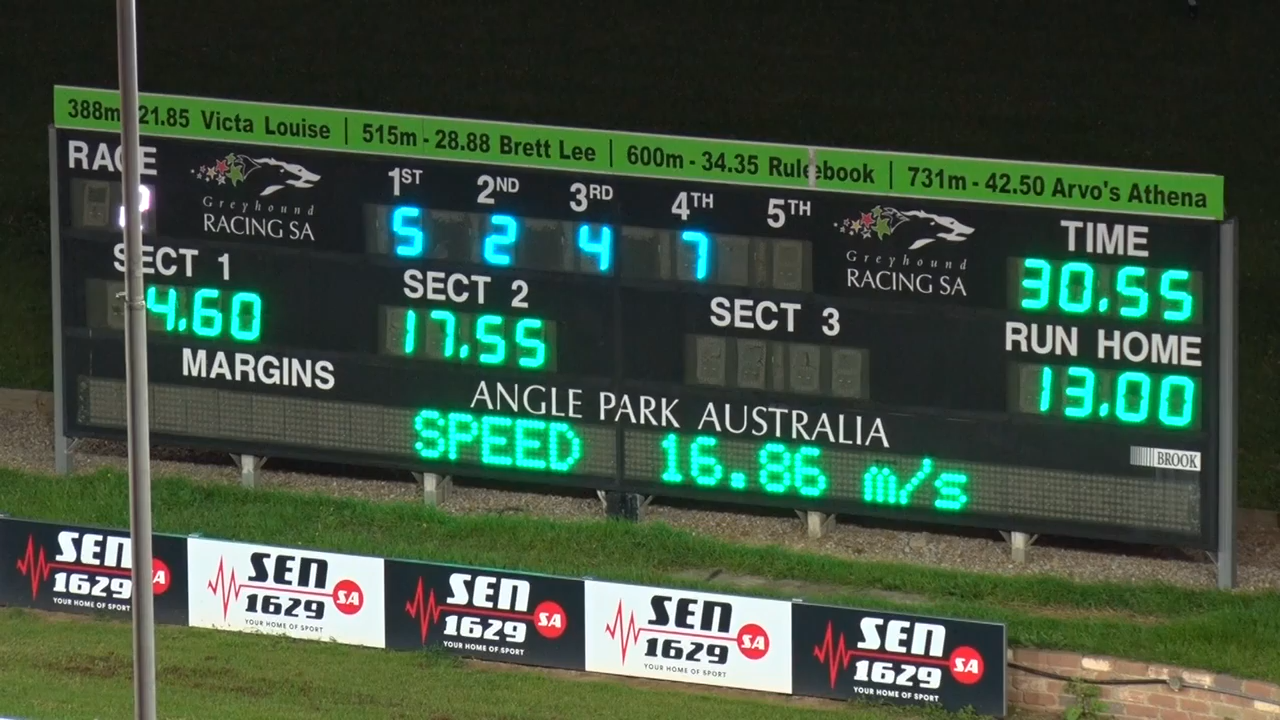 388m 21.85 Victa Louise | 515m - 28.88 Brett Lee | 600m - 34.35 Rulebook | 731m - 42.50 Arvo's Athena
RACE
Greyhound
RACING SA
1ST 2ND 3RD 4TH 5TH
5 2 4 7
Greyhound
RACING SA
TIME
30.55
SECT 1
4.60
SECT 2
17.55
SECT 3
RUN HOME
13.00
MARGINS
ANGLE PARK AUSTRALIA
SPEED 16.86 m/s
BROOK
SEN
1629 SA
YOUR HOME OF SPORT
SEN
1629 SA
YOUR HOME OF SPORT
SEN
1629 SA
YOUR HOME OF SPORT
SEN
1629 SA
YOUR HOME OF SPORT
SEN
1629 SA
YOUR HOME OF SPORT